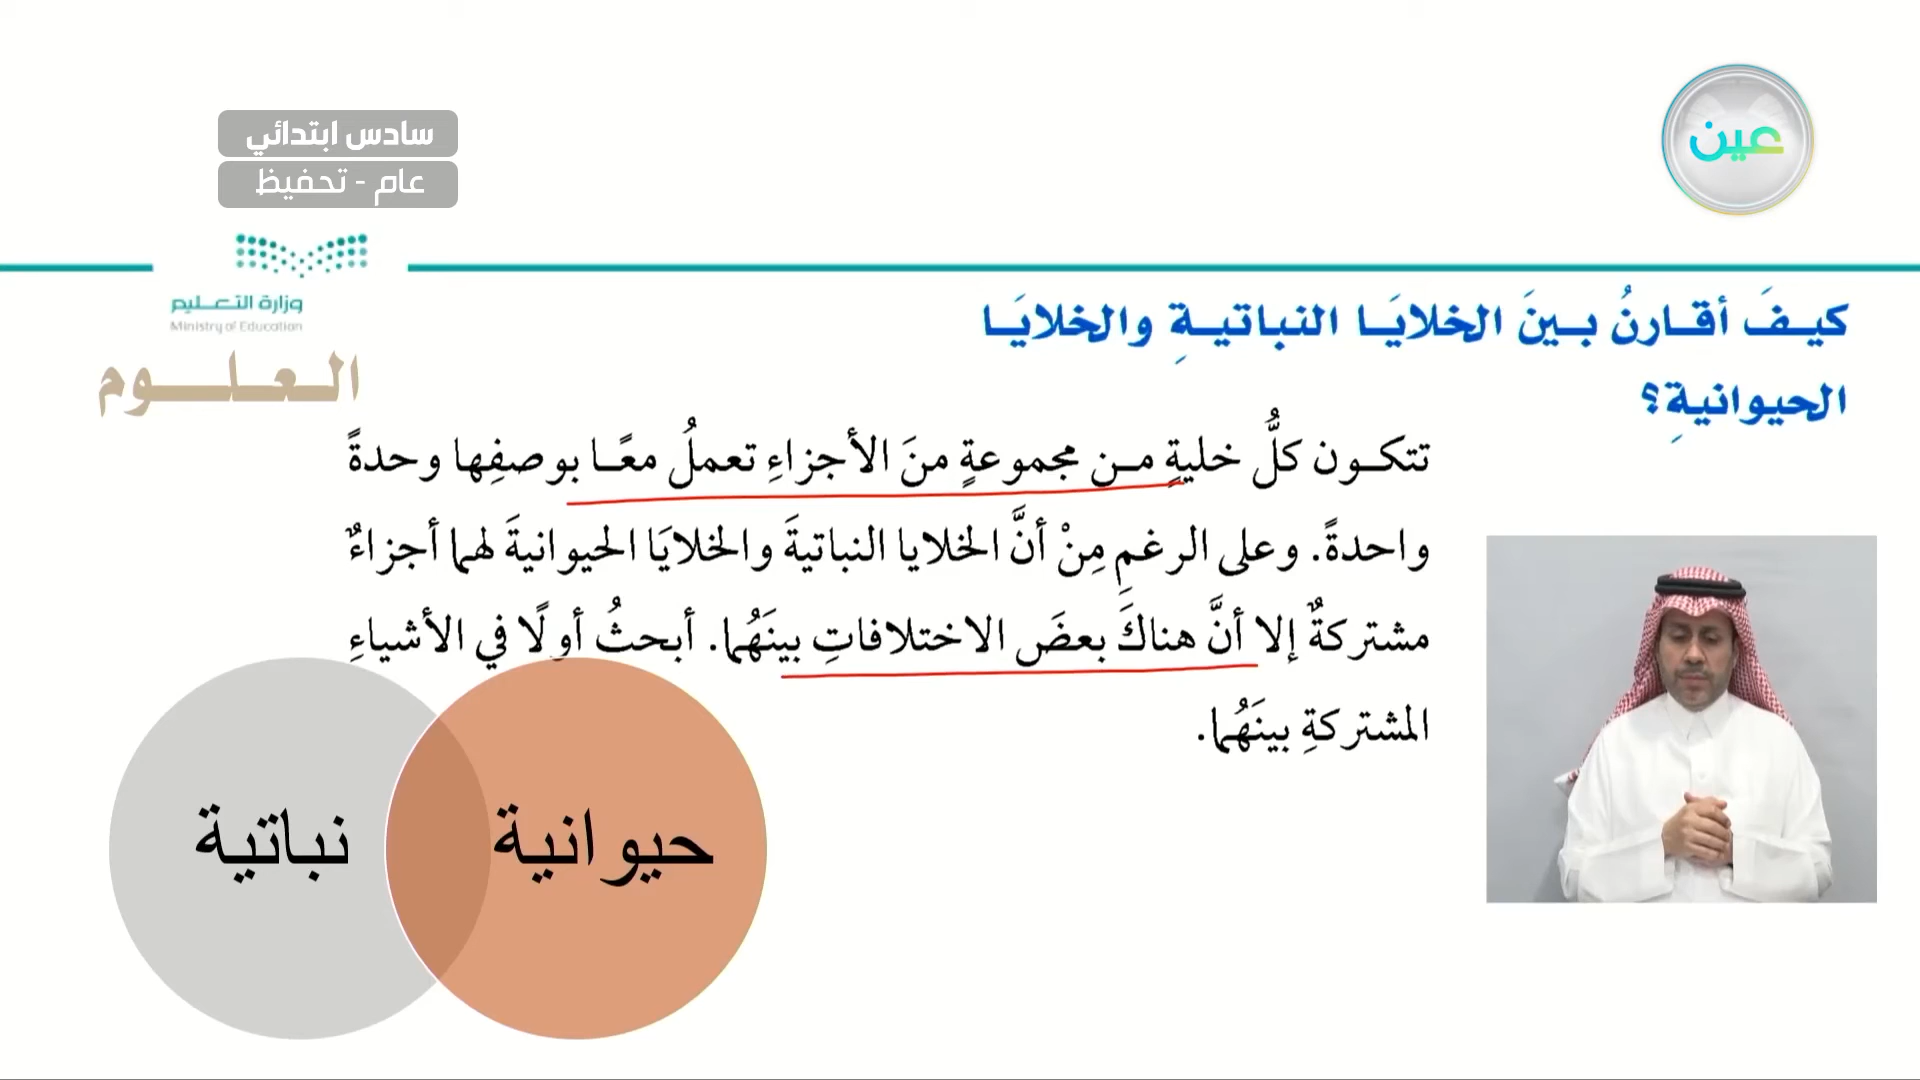 سادس ابتدائي
عام - تحفيظ
عين
وزارة التعليم
Ministry of Education
العلوم
كيفَ أقارنُ بينَ الخلايَا النباتيةِ والخلايَا
الحيوانيةِ؟
تتكون كلُّ خليةٍ من مجموعةٍ منَ الأجزاءِ تعملُ معًا بوصفِها وحدةً
واحدةً. وعلى الرغمِ مِنْ أنَّ الخلايا النباتيةَ والخلايَا الحيوانيةَ لهما أجزاءٌ
مشتركةٌ إلا أنَّ هناكَ بعضَ الاختلافاتِ بينَهُما. أبحثُ أولًا في الأشياءِ
المشتركةِ بينَهُما.
حيوانية
نباتية